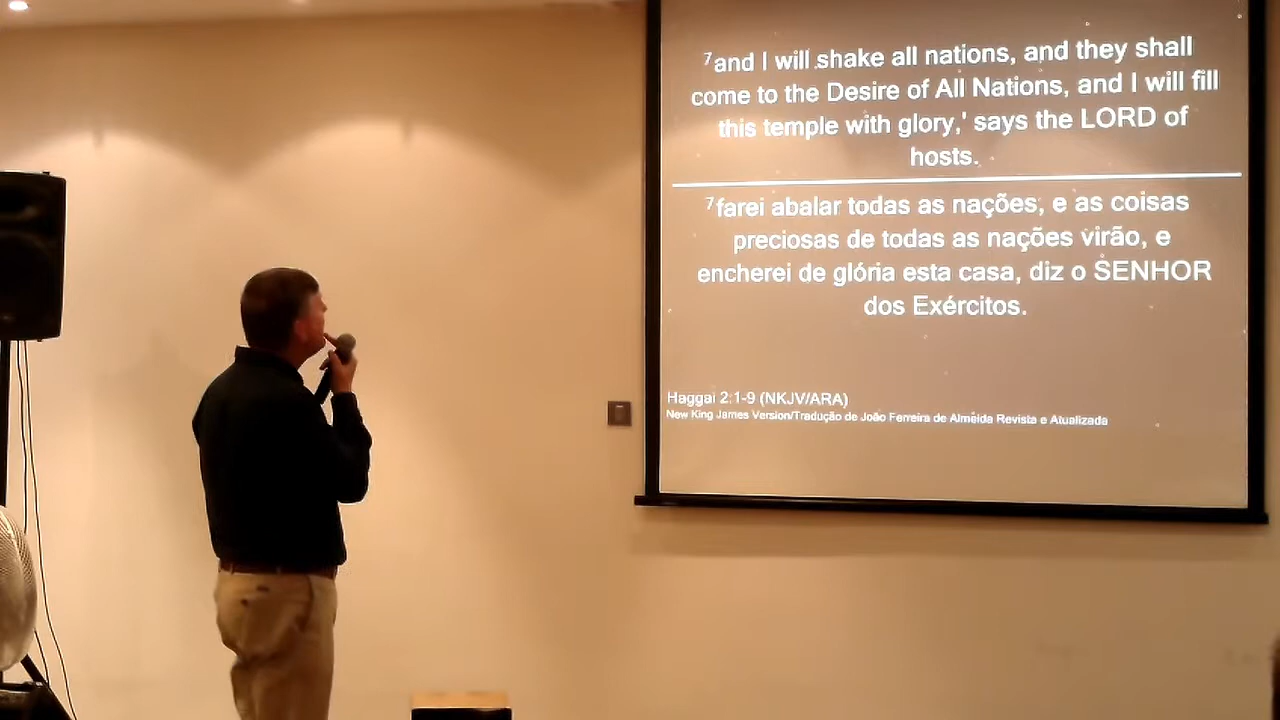 7and I will shake all nations, and they shall
come to the Desire of All Nations, and I will fill
this temple with glory,' says the LORD of
hosts.
7farei abalar todas as nações, e as coisas
preciosas de todas as nações virão, e
encherei de glória esta casa, diz o SENHOR
dos Exércitos.
Haggai 2:1-9 (NKJV/ARA)
New King James Version/Tradução de João Ferreira de Almeida Revista e Atualizada